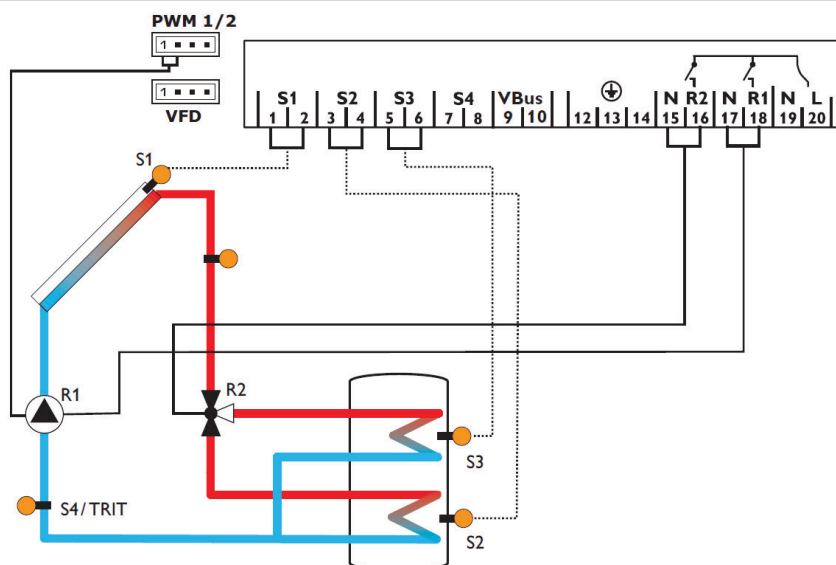 PWM 1/2
1
VFD
S1 S2 S3 S4 VBus N R2 N R1 N L
1 2 3 4 5 6 7 8 9 10 12 13 14 15 16 17 18 19 20
S1
R1
R2
S3
S4/TRIT
S2
1